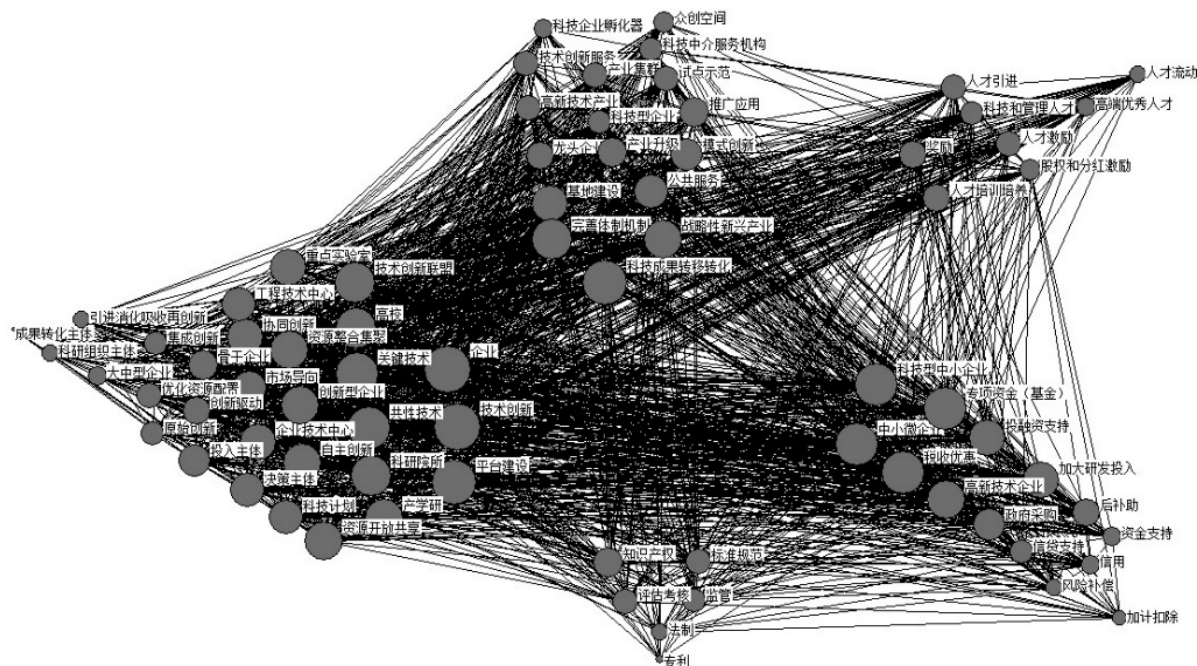 科技企业孵化器
众创空间
科技中介服务机构
技术创新服务
产业集群
试点示范
高新技术产业
推广应用
科技型企业
龙头企业
产业升级
模式创新
公共服务
基地建设
完善体制机制
战略性新兴产业
科技成果转移转化
人才引进
人才流动
科技和管理人才
高端优秀人才
人才激励
奖励
股权和分红激励
人才培训培养
重点实验室
技术创新联盟
工程技术中心
引进消化吸收再创新
高校
协同创新
成果转化主体
集成创新
资源整合集聚
科研组织主体
骨干企业
关键技术
企业
大中型企业
市场导向
优化资源配置
创新型企业
创新驱动
共性技术
技术创新
原始创新
企业技术中心
投入主体
自主创新
科研院所
平台建设
决策主体
科技计划
产学研
资源开放共享
科技型中小企业
专项资金（基金）
中小微企业
投融资支持
税收优惠
加大研发投入
高新技术企业
后补助
政府采购
资金支持
信贷支持
信用
风险补偿
加计扣除
知识产权
标准规范
评估考核
监管
法制
专利